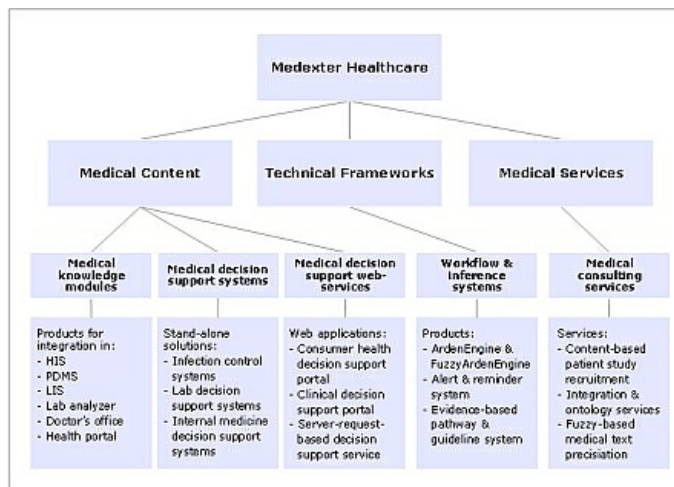 Medexter Healthcare
Medical Content
Technical Frameworks
Medical Services
Medical
knowledge
modules
Medical decision
support systems
Medical decision
support web-
services
Workflow &
inference
systems
Medical
consulting
services
Products for
integration in:
- HIS
- PDMS
- LIS
- Lab analyzer
- Doctor's office
- Health portal
Stand-alone
solutions:
- Infection control
systems
- Lab decision
support systems
- Internal medicine
decision support
systems
Web applications:
- Consumer health
decision support
portal
- Clinical decision
support portal
- Server-request-
based decision
support service
Products:
- ArdenEngine &
FuzzyArdenEngine
- Alert & reminder
system
- Evidence-based
pathway &
guideline system
Services:
- Content-based
patient study
recruitment
- Integration &
ontology services
- Fuzzy-based
medical text
precisiation